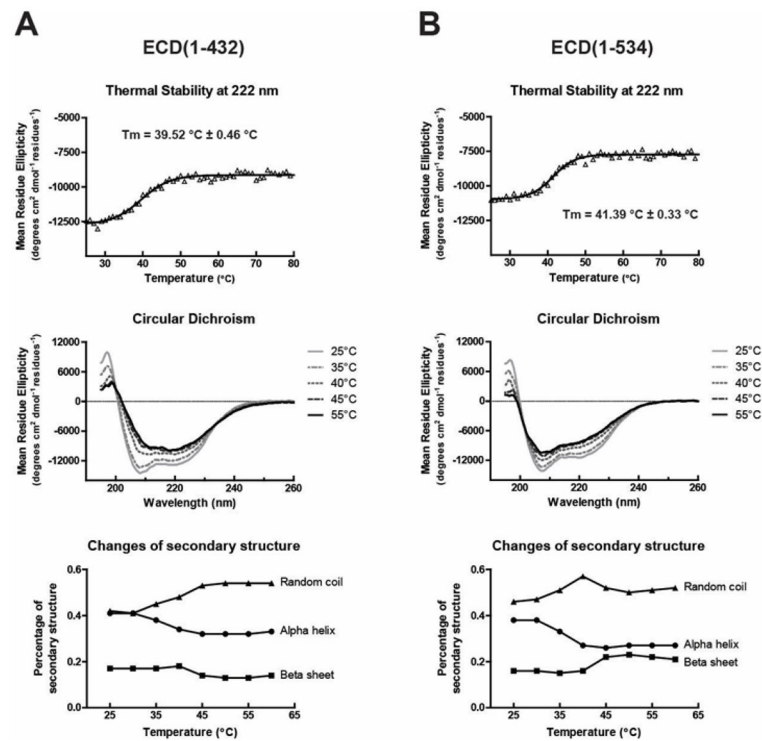 A
ECD(1-432)
Thermal Stability at 222 nm
Mean Residue Ellipticity
(degrees cm² dmol⁻¹ residues⁻¹)
-5000
-7500
-10000
-12500
Tm = 39.52 °C ± 0.46 °C
30 40 50 60 70 80
Temperature (°C)
Circular Dichroism
Mean Residue Ellipticity
(degrees cm² dmol⁻¹ residues⁻¹)
12000
6000
0
-6000
-12000
25°C
35°C
40°C
45°C
55°C
200 220 240 260
Wavelength (nm)
Changes of secondary structure
Percentage of
secondary structure
0.6
0.4
0.2
0.0
Random coil
Alpha helix
Beta sheet
25 35 45 55 65
Temperature (°C)
B
ECD(1-534)
Thermal Stability at 222 nm
Mean Residue Ellipticity
(degrees cm² dmol⁻¹ residues⁻¹)
-5000
-7500
-10000
-12500
Tm = 41.39 °C ± 0.33 °C
30 40 50 60 70 80
Temperature (°C)
Circular Dichroism
Mean Residue Ellipticity
(degrees cm² dmol⁻¹ residues⁻¹)
12000
6000
0
-6000
-12000
25°C
35°C
40°C
45°C
55°C
200 220 240 260
Wavelength (nm)
Changes of secondary structure
Percentage of
secondary structure
0.6
0.4
0.2
0.0
Random coil
Alpha helix
Beta sheet
25 35 45 55 65
Temperature (°C)